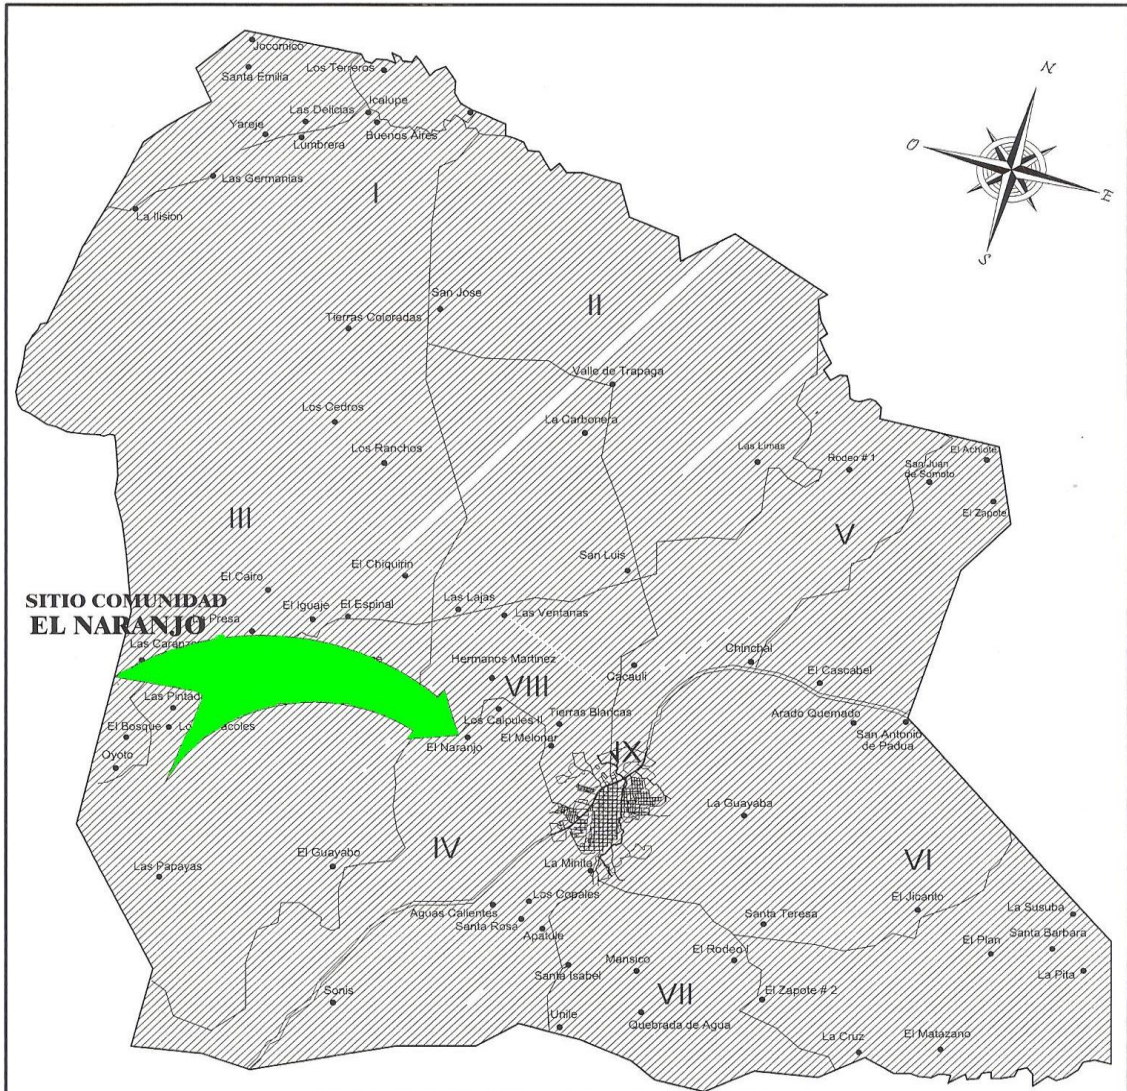 Jocomico
Los Terreros
Santa Emilia
Icalupe
Las Delicias
Yareje
Buenos Aires
Lumbrera
Las Germanias
I
La Ilision
N
O
E
S
San Jose
II
Tierras Coloradas
Valle de Trapaga
Los Cedros
La Carbonera
Los Ranchos
Las Limas
Rodeo # 1
El Achiote
San Juan
de Somoto
El Zapote
III
V
San Luis
El Chiquirin
El Cairo
SITIO COMUNIDAD
EL NARANJO
El Iguaje
El Espinal
Las Lajas
Las Ventanas
Hermanos Martinez
Cacauli
Chinchal
El Cascabel
VIII
Los Calpules II
Tierras Blancas
Arado Quemado
El Bosque
El Naranjo
El Melonar
San Antonio
de Padua
Oyoto
IX
La Guayaba
IV
El Guayabo
VI
Las Papayas
La Minita
Los Copales
El Jicarito
Aguas Calientes
La Susuba
Santa Rosa
Santa Teresa
Apatule
Santa Barbara
El Plan
El Rodeo I
Santa Isabel
Mansico
La Pita
Sonis
VII
El Zapote # 2
Unile
Quebrada de Agua
La Cruz
El Matazano